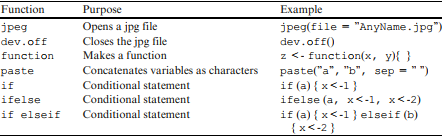 Function Purpose Example
jpeg Opens a jpg file jpeg(file = "AnyName.jpg")
dev.off Closes the jpg file dev.off()
function Makes a function z <- function(x, y){ }
paste Concatenates variables as characters paste("a", "b", sep = " ")
if Conditional statement if (a) { x<-1 }
ifelse Conditional statement ifelse (a, x<-1, x<-2)
if elseif Conditional statement if (a) { x<-1 } elseif (b)
{ x<-2 }